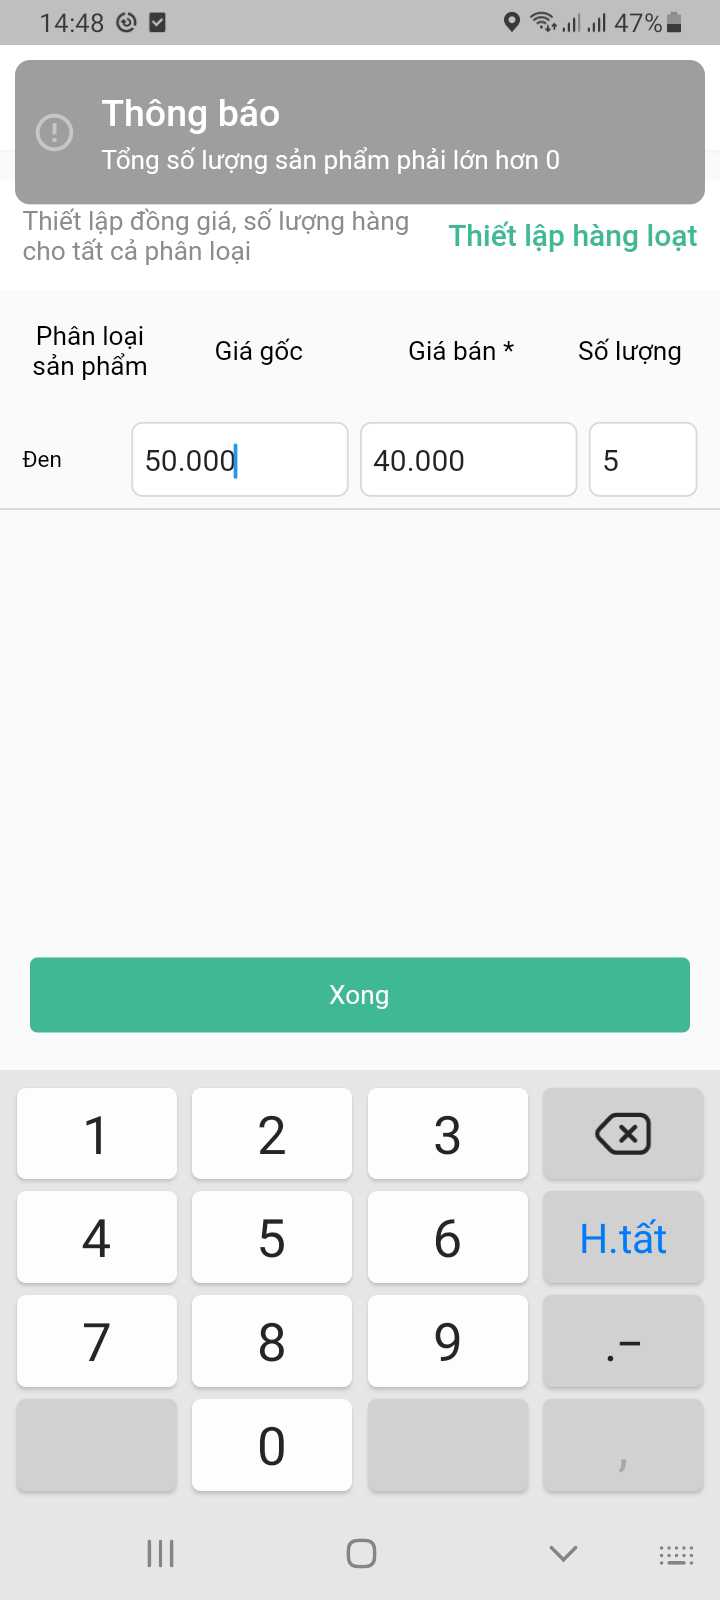 14:48
47%
Thông báo
Tổng số lượng sản phẩm phải lớn hơn 0
Thiết lập đồng giá, số lượng hàng
cho tất cả phân loại
Thiết lập hàng loạt
Phân loại
sản phẩm
Giá gốc
Giá bán *
Số lượng
Đen
50.000
40.000
5
Xong
1
2
3
4
5
6
H.tất
7
8
9
.–
0
,